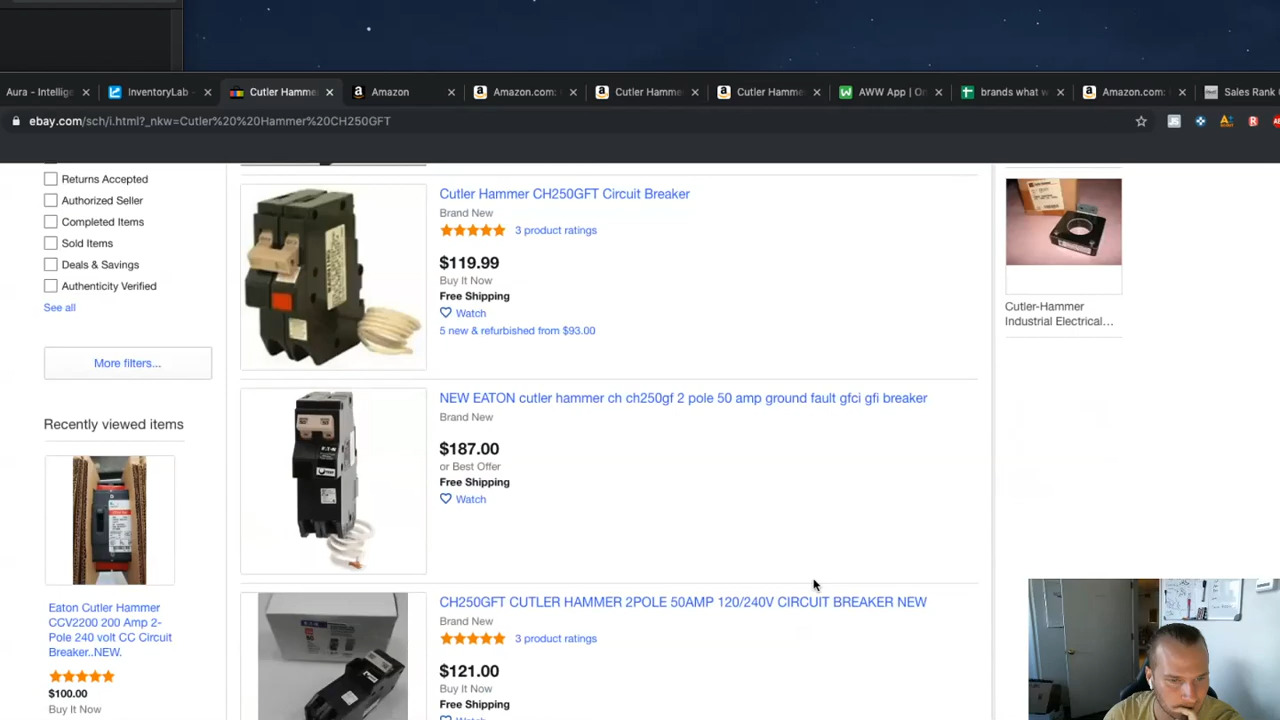 Aura - Intellige
InventoryLab -
Cutler Hamme
Amazon
Amazon.com:
Cutler Hamme
Cutler Hamme
AWW App | On
brands what w
Amazon.com:
Sales Rank
ebay.com/sch/i.html?_nkw=Cutler%20%20Hammer%20CH250GFT
Returns Accepted
Authorized Seller
Completed Items
Sold Items
Deals & Savings
Authenticity Verified
See all
More filters...
Recently viewed items
Eaton Cutler Hammer
CCV2200 200 Amp 2-
Pole 240 volt CC Circuit
Breaker..NEW.
$100.00
Buy It Now
Cutler Hammer CH250GFT Circuit Breaker
Brand New
3 product ratings
$119.99
Buy It Now
Free Shipping
Watch
5 new & refurbished from $93.00
NEW EATON cutler hammer ch ch250gf 2 pole 50 amp ground fault gfci gfi breaker
Brand New
$187.00
or Best Offer
Free Shipping
Watch
CH250GFT CUTLER HAMMER 2POLE 50AMP 120/240V CIRCUIT BREAKER NEW
Brand New
3 product ratings
$121.00
Buy It Now
Free Shipping
Watch
Cutler-Hammer
Industrial Electrical...